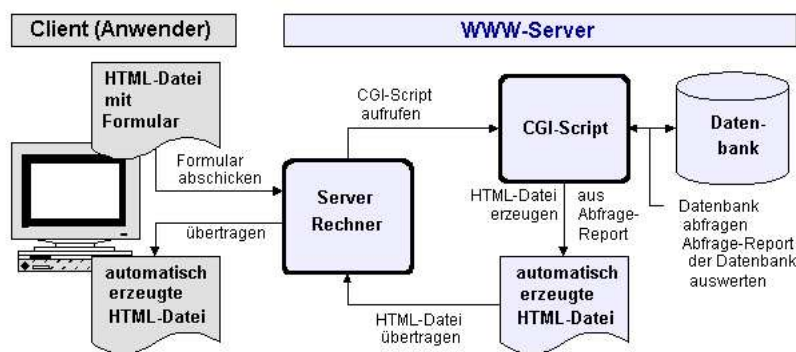 Client (Anwender)
WWW-Server
HTML-Datei
mit
Formular
Formular
abschicken
übertragen
automatisch
erzeugte
HTML-Datei
Server
Rechner
CGI-Script
aufrufen
CGI-Script
Daten-
bank
HTML-Datei
erzeugen
aus
Abfrage-
Report
Datenbank
abfragen
Abfrage-Report
der Datenbank
auswerten
automatisch
erzeugte
HTML-Datei
HTML-Datei
übertragen